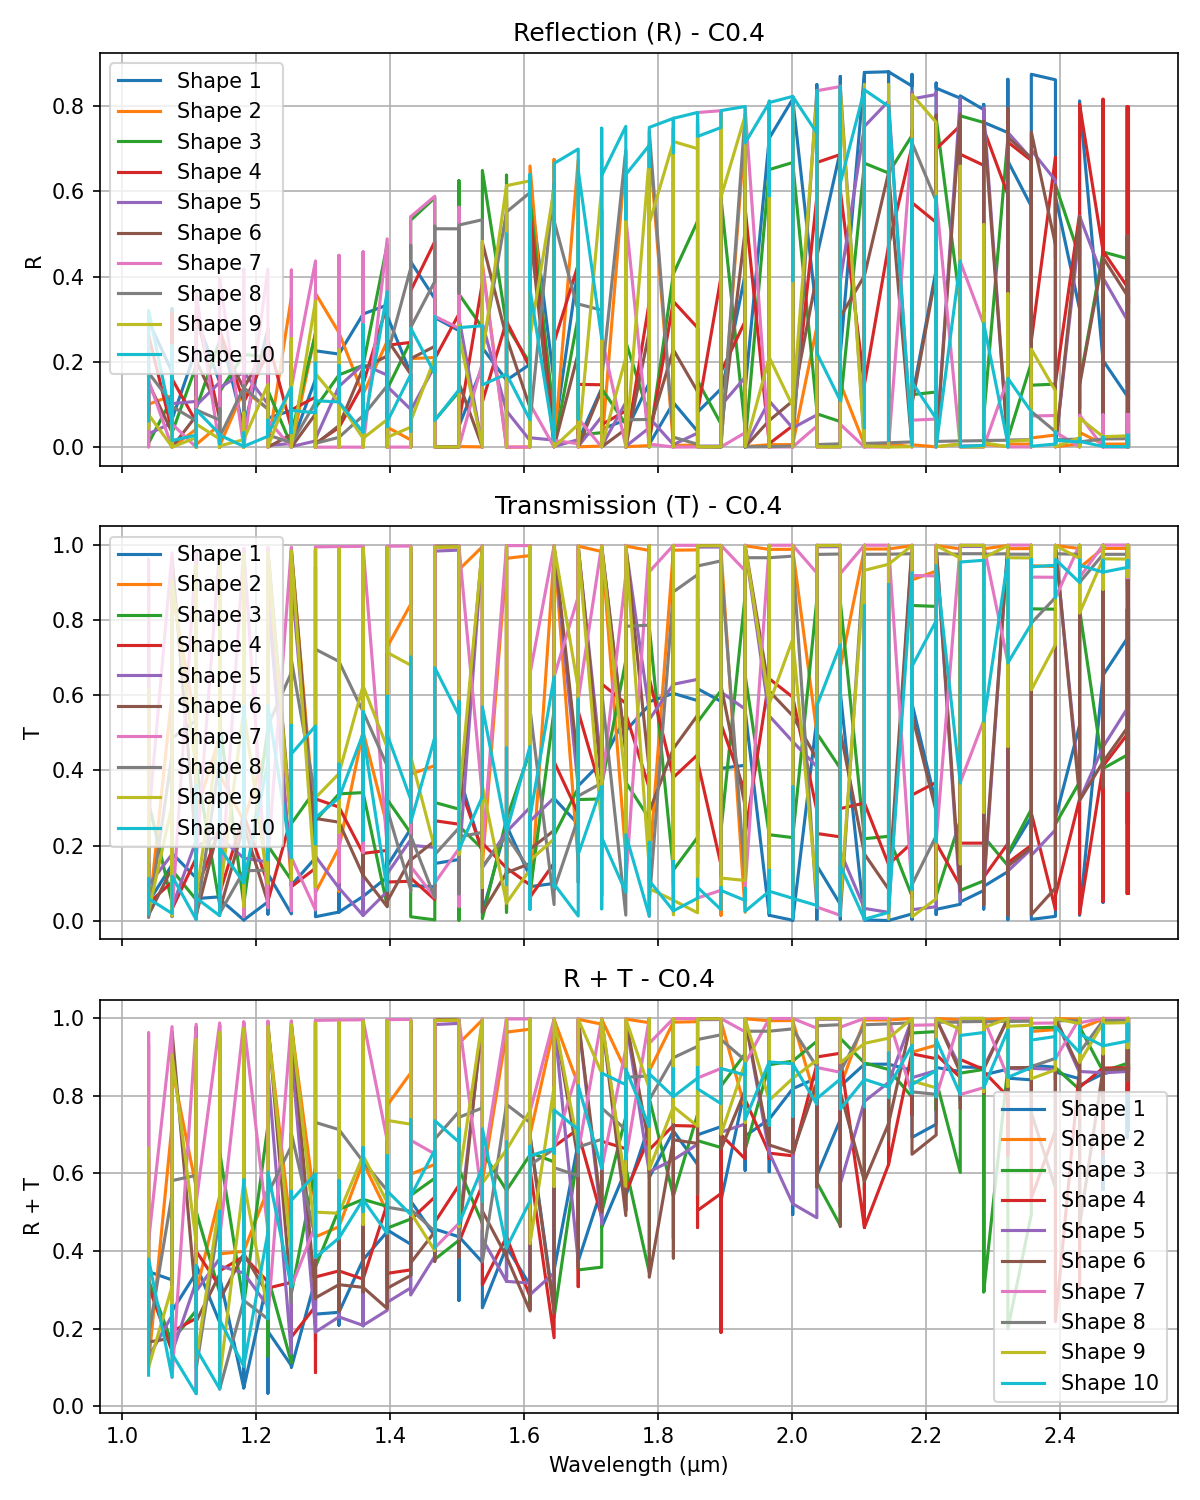 Reflection (R) - C0.4
R
0.8
0.6
0.4
0.2
0.0
Shape 1
Shape 2
Shape 3
Shape 4
Shape 5
Shape 6
Shape 7
Shape 8
Shape 9
Shape 10
Transmission (T) - C0.4
T
1.0
0.8
0.6
0.4
0.2
0.0
Shape 1
Shape 2
Shape 3
Shape 4
Shape 5
Shape 6
Shape 7
Shape 8
Shape 9
Shape 10
R + T - C0.4
R + T
1.0
0.8
0.6
0.4
0.2
0.0
Shape 1
Shape 2
Shape 3
Shape 4
Shape 5
Shape 6
Shape 7
Shape 8
Shape 9
Shape 10
1.0 1.2 1.4 1.6 1.8 2.0 2.2 2.4
Wavelength (μm)